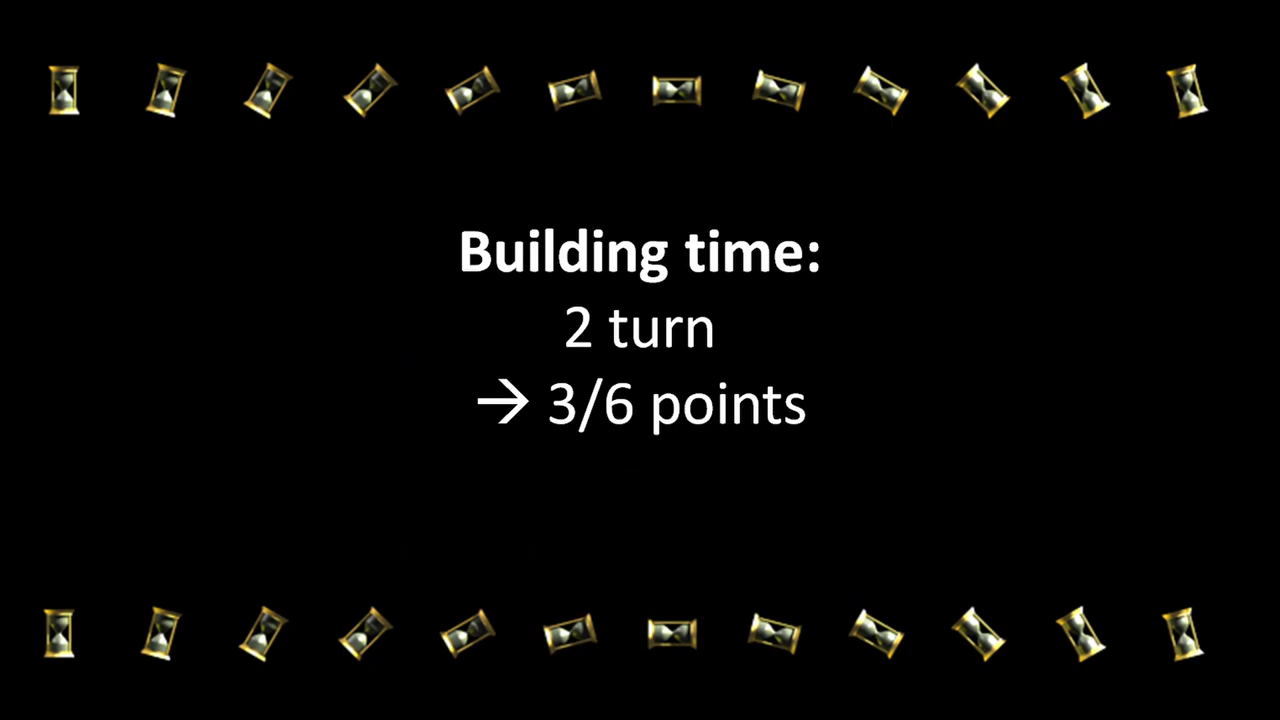 Building time:
2 turn
→ 3/6 points